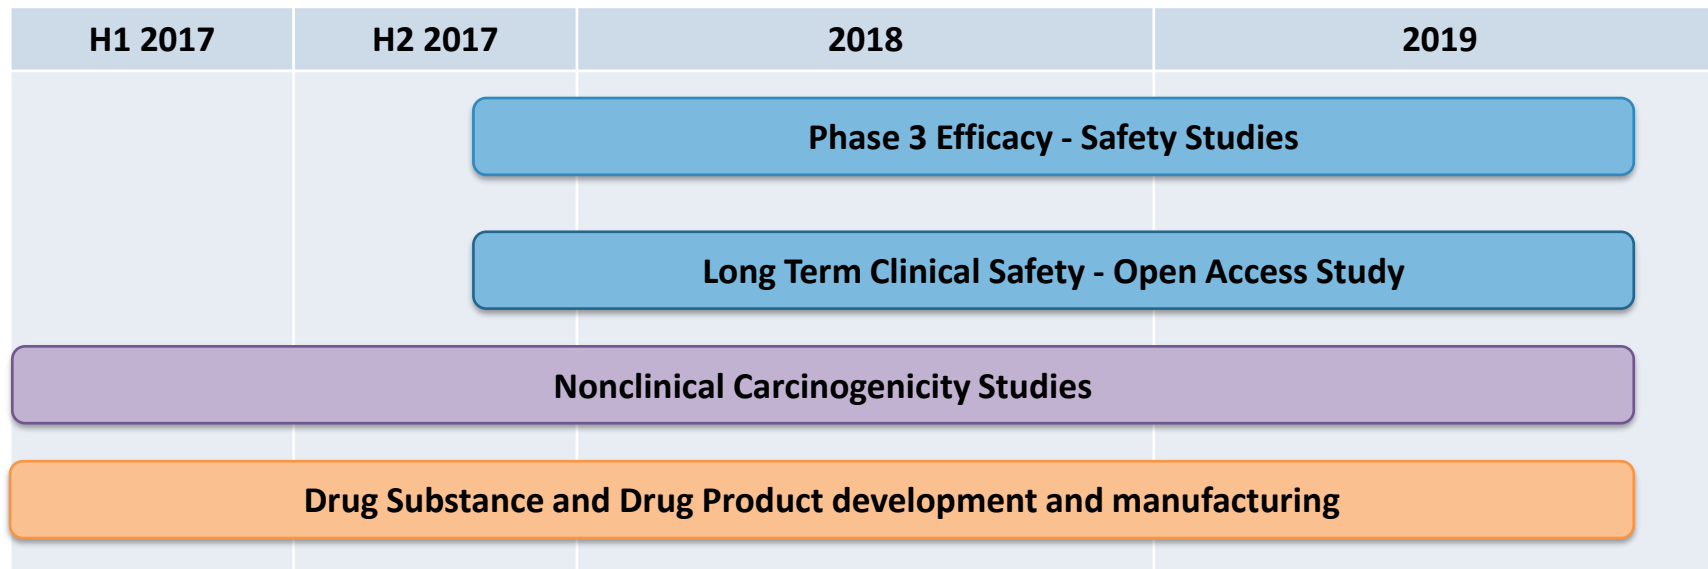 H1 2017 H2 2017 2018 2019
Phase 3 Efficacy - Safety Studies
Long Term Clinical Safety - Open Access Study
Nonclinical Carcinogenicity Studies
Drug Substance and Drug Product development and manufacturing